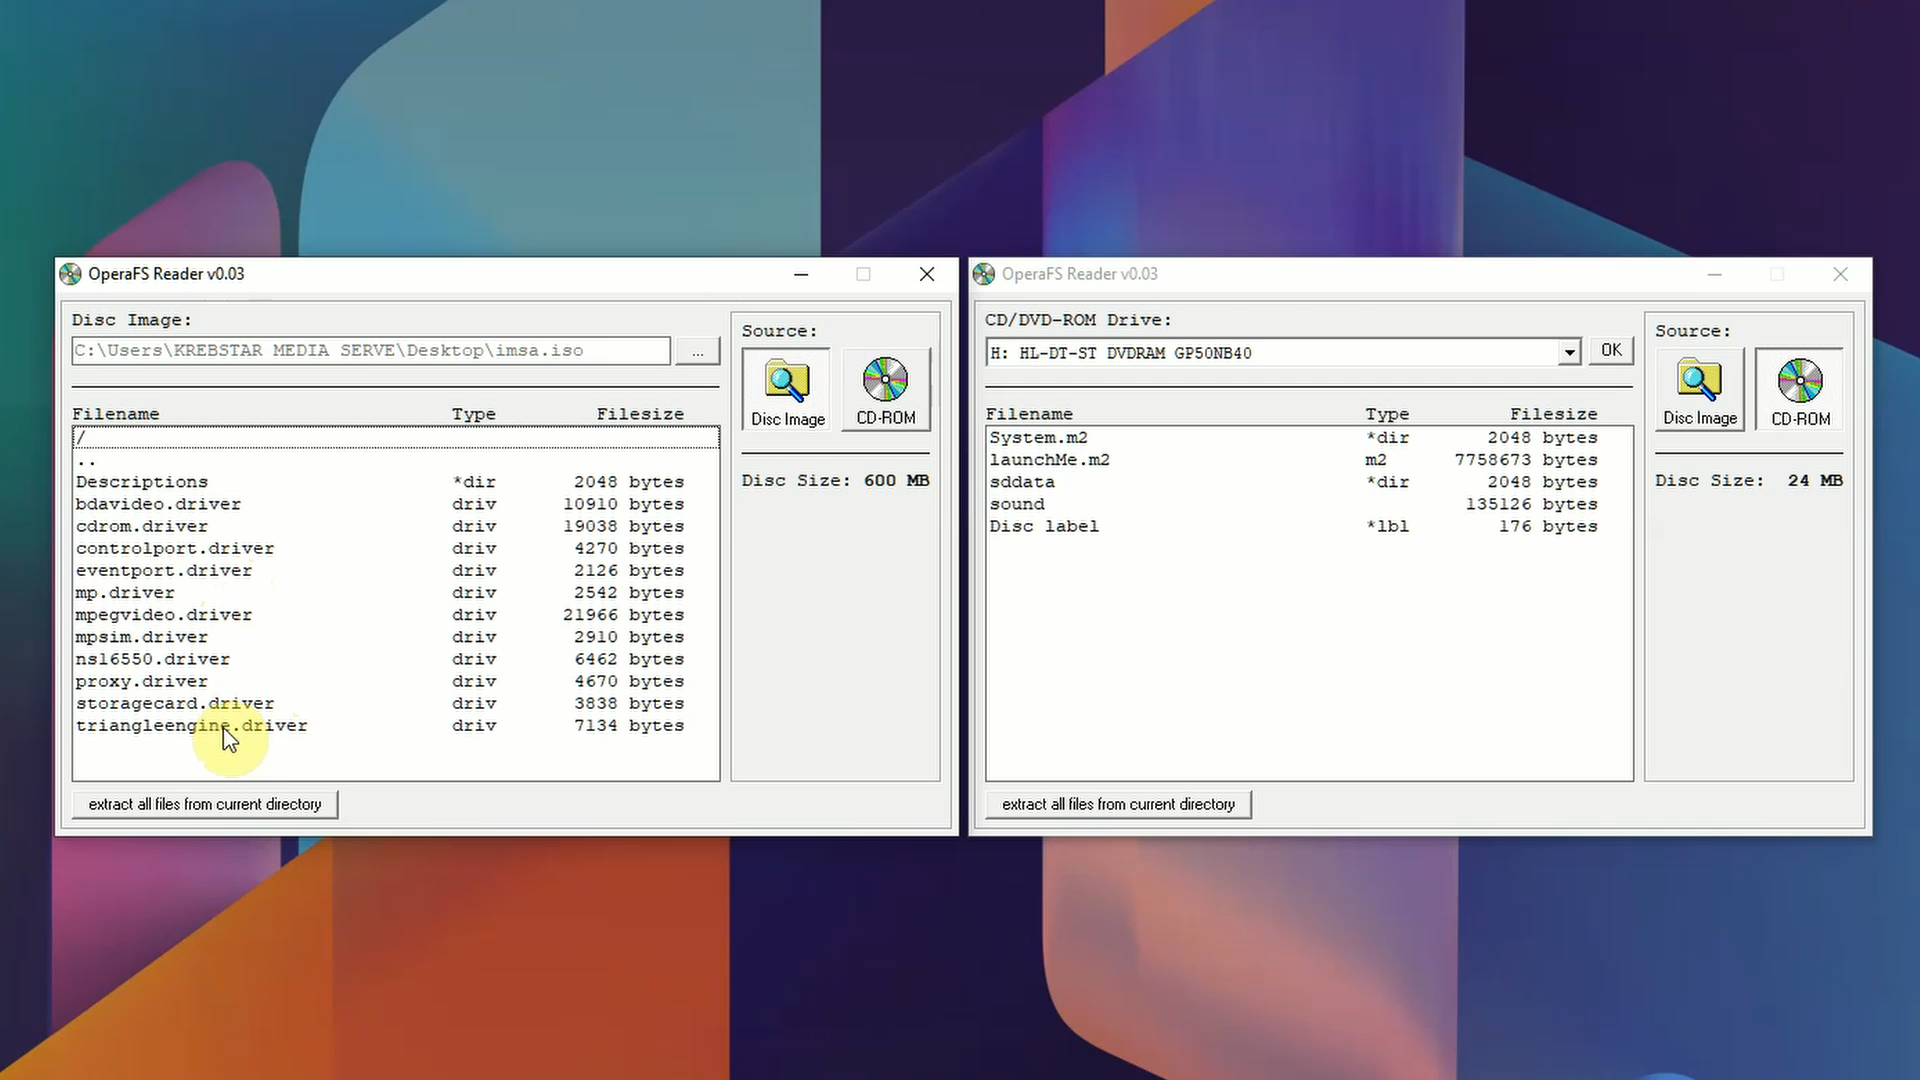 OperaFS Reader v0.03
Disc Image:
C:\Users\KREBSTAR MEDIA SERVE\Desktop\imsa.iso
...
Filename Type Filesize
/
..
Descriptions *dir 2048 bytes
bdavideo.driver driv 10910 bytes
cdrom.driver driv 19038 bytes
controlport.driver driv 4270 bytes
eventport.driver driv 2126 bytes
mp.driver driv 2542 bytes
mpegvideo.driver driv 21966 bytes
mpsim.driver driv 2910 bytes
ns16550.driver driv 6462 bytes
proxy.driver driv 4670 bytes
storagecard.driver driv 3838 bytes
triangleengine.driver driv 7134 bytes
extract all files from current directory
Source:
Disc Image CD-ROM
Disc Size: 600 MB
OperaFS Reader v0.03
CD/DVD-ROM Drive:
H: HL-DT-ST DVDRAM GP50NB40
OK
Filename Type Filesize
System.m2 *dir 2048 bytes
launchMe.m2 m2 7758673 bytes
sddata *dir 2048 bytes
sound 135126 bytes
Disc label *lbl 176 bytes
extract all files from current directory
Source:
Disc Image CD-ROM
Disc Size: 24 MB